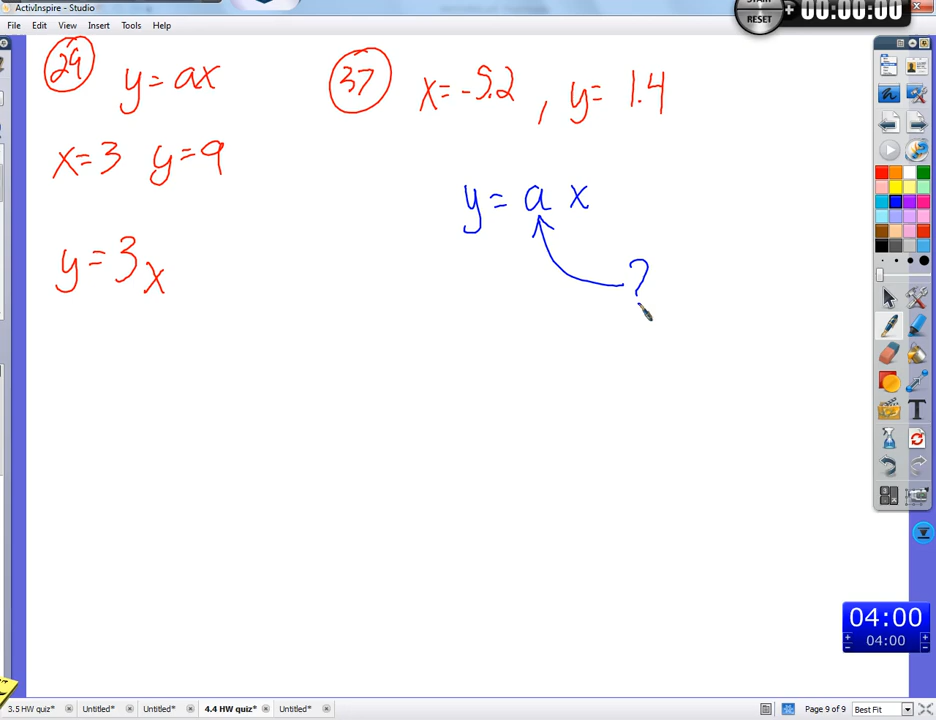 ActivInspire - Studio
START
RESET
00:00:00
File Edit View Insert Tools Help
29 y=ax
x=3 y=9
y=3x
37 x=-5.2, y=1.4
y=ax
?
04:00
04:00
3.5 HW quiz* Untitled* Untitled* 4.4 HW quiz* Untitled* Page 9 of 9 Best Fit